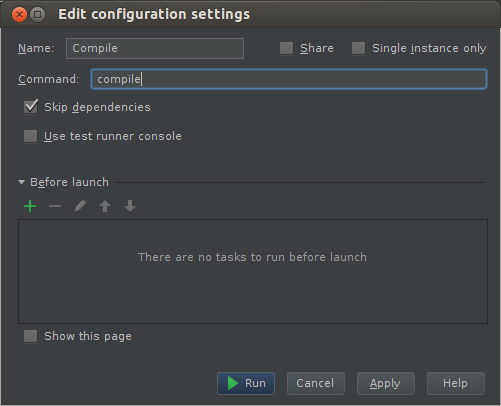 Edit configuration settings
Name: Compile Share Single instance only
Command: compile
Skip dependencies
Use test runner console
Before launch
There are no tasks to run before launch
Show this page
Run Cancel Apply Help